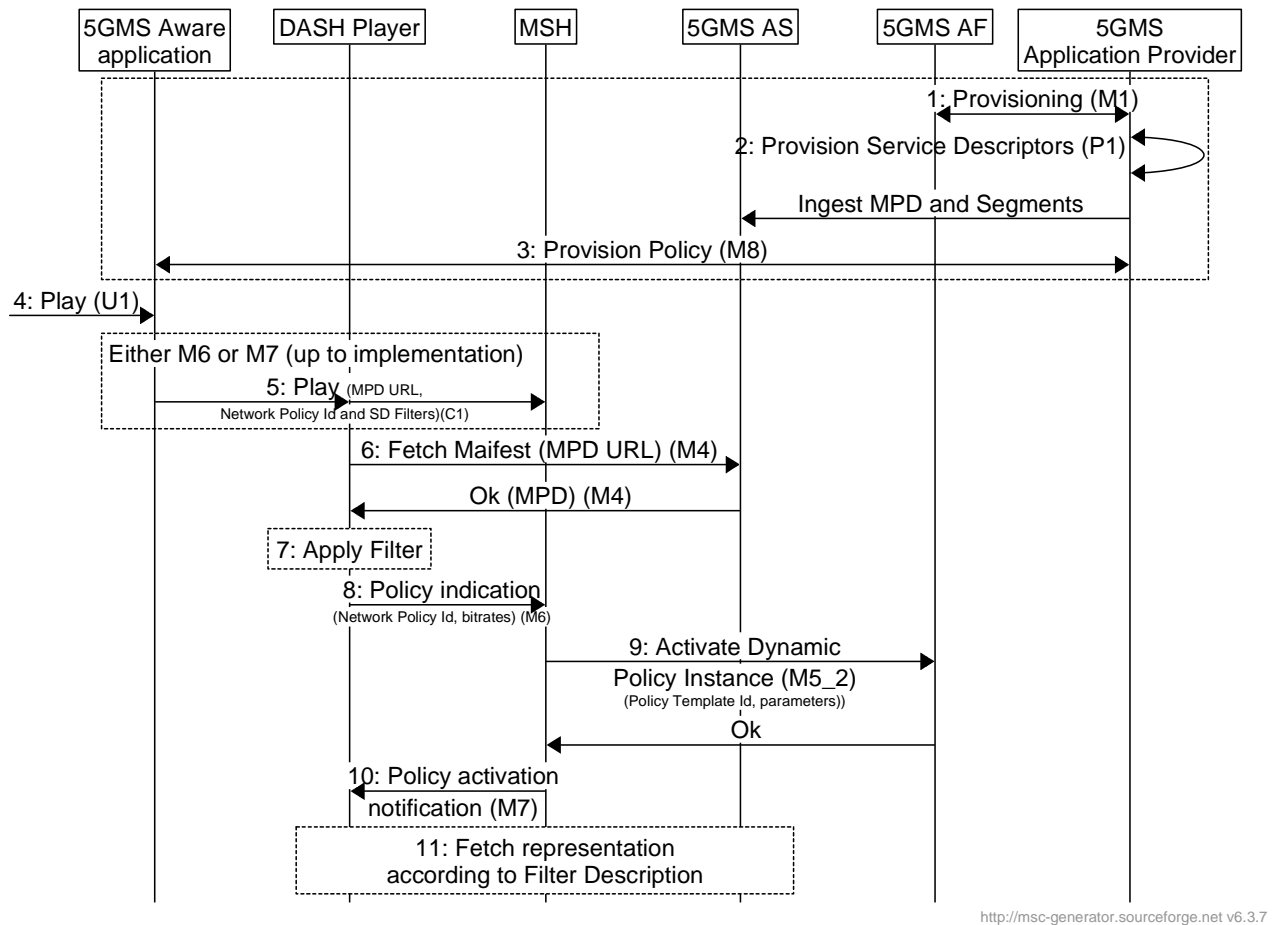 5GMS Aware
application
DASH Player
MSH
5GMS AS
5GMS AF
5GMS
Application Provider
1: Provisioning (M1)
2: Provision Service Descriptors (P1)
Ingest MPD and Segments
3: Provision Policy (M8)
4: Play (U1)
Either M6 or M7 (up to implementation)
5: Play (MPD URL,
Network Policy Id and SD Filters)(C1)
6: Fetch Maifest (MPD URL) (M4)
Ok (MPD) (M4)
7: Apply Filter
8: Policy indication
(Network Policy Id, bitrates) (M6)
9: Activate Dynamic
Policy Instance (M5_2)
(Policy Template Id, parameters))
Ok
10: Policy activation
notification (M7)
11: Fetch representation
according to Filter Description
http://msc-generator.sourceforge.net v6.3.7